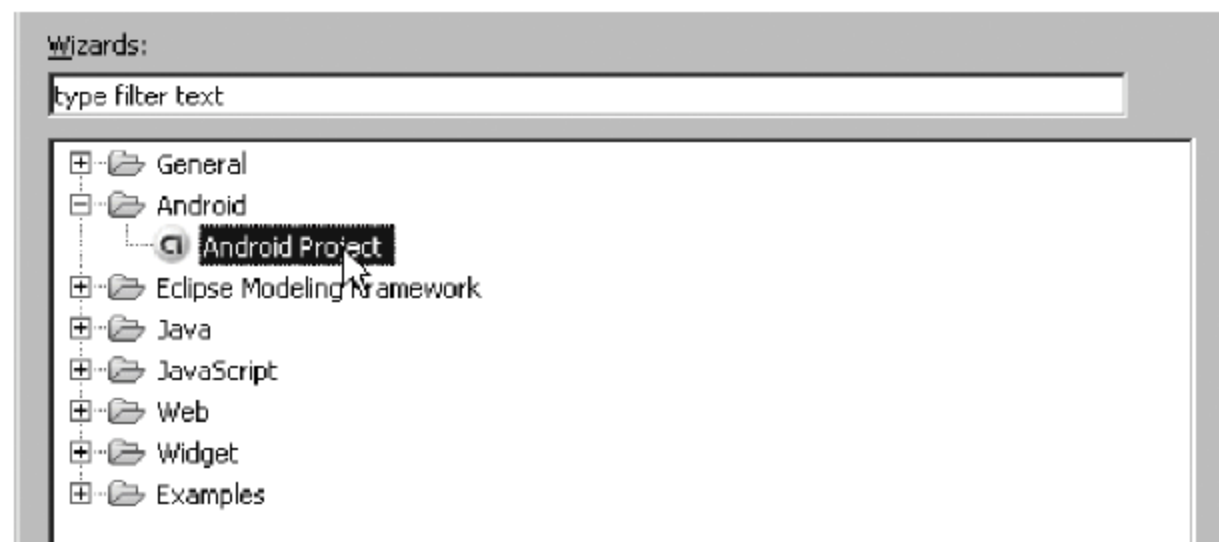 Wizards:
type filter text
General
Android
Android Project
Eclipse Modeling Framework
Java
JavaScript
Web
Widget
Examples